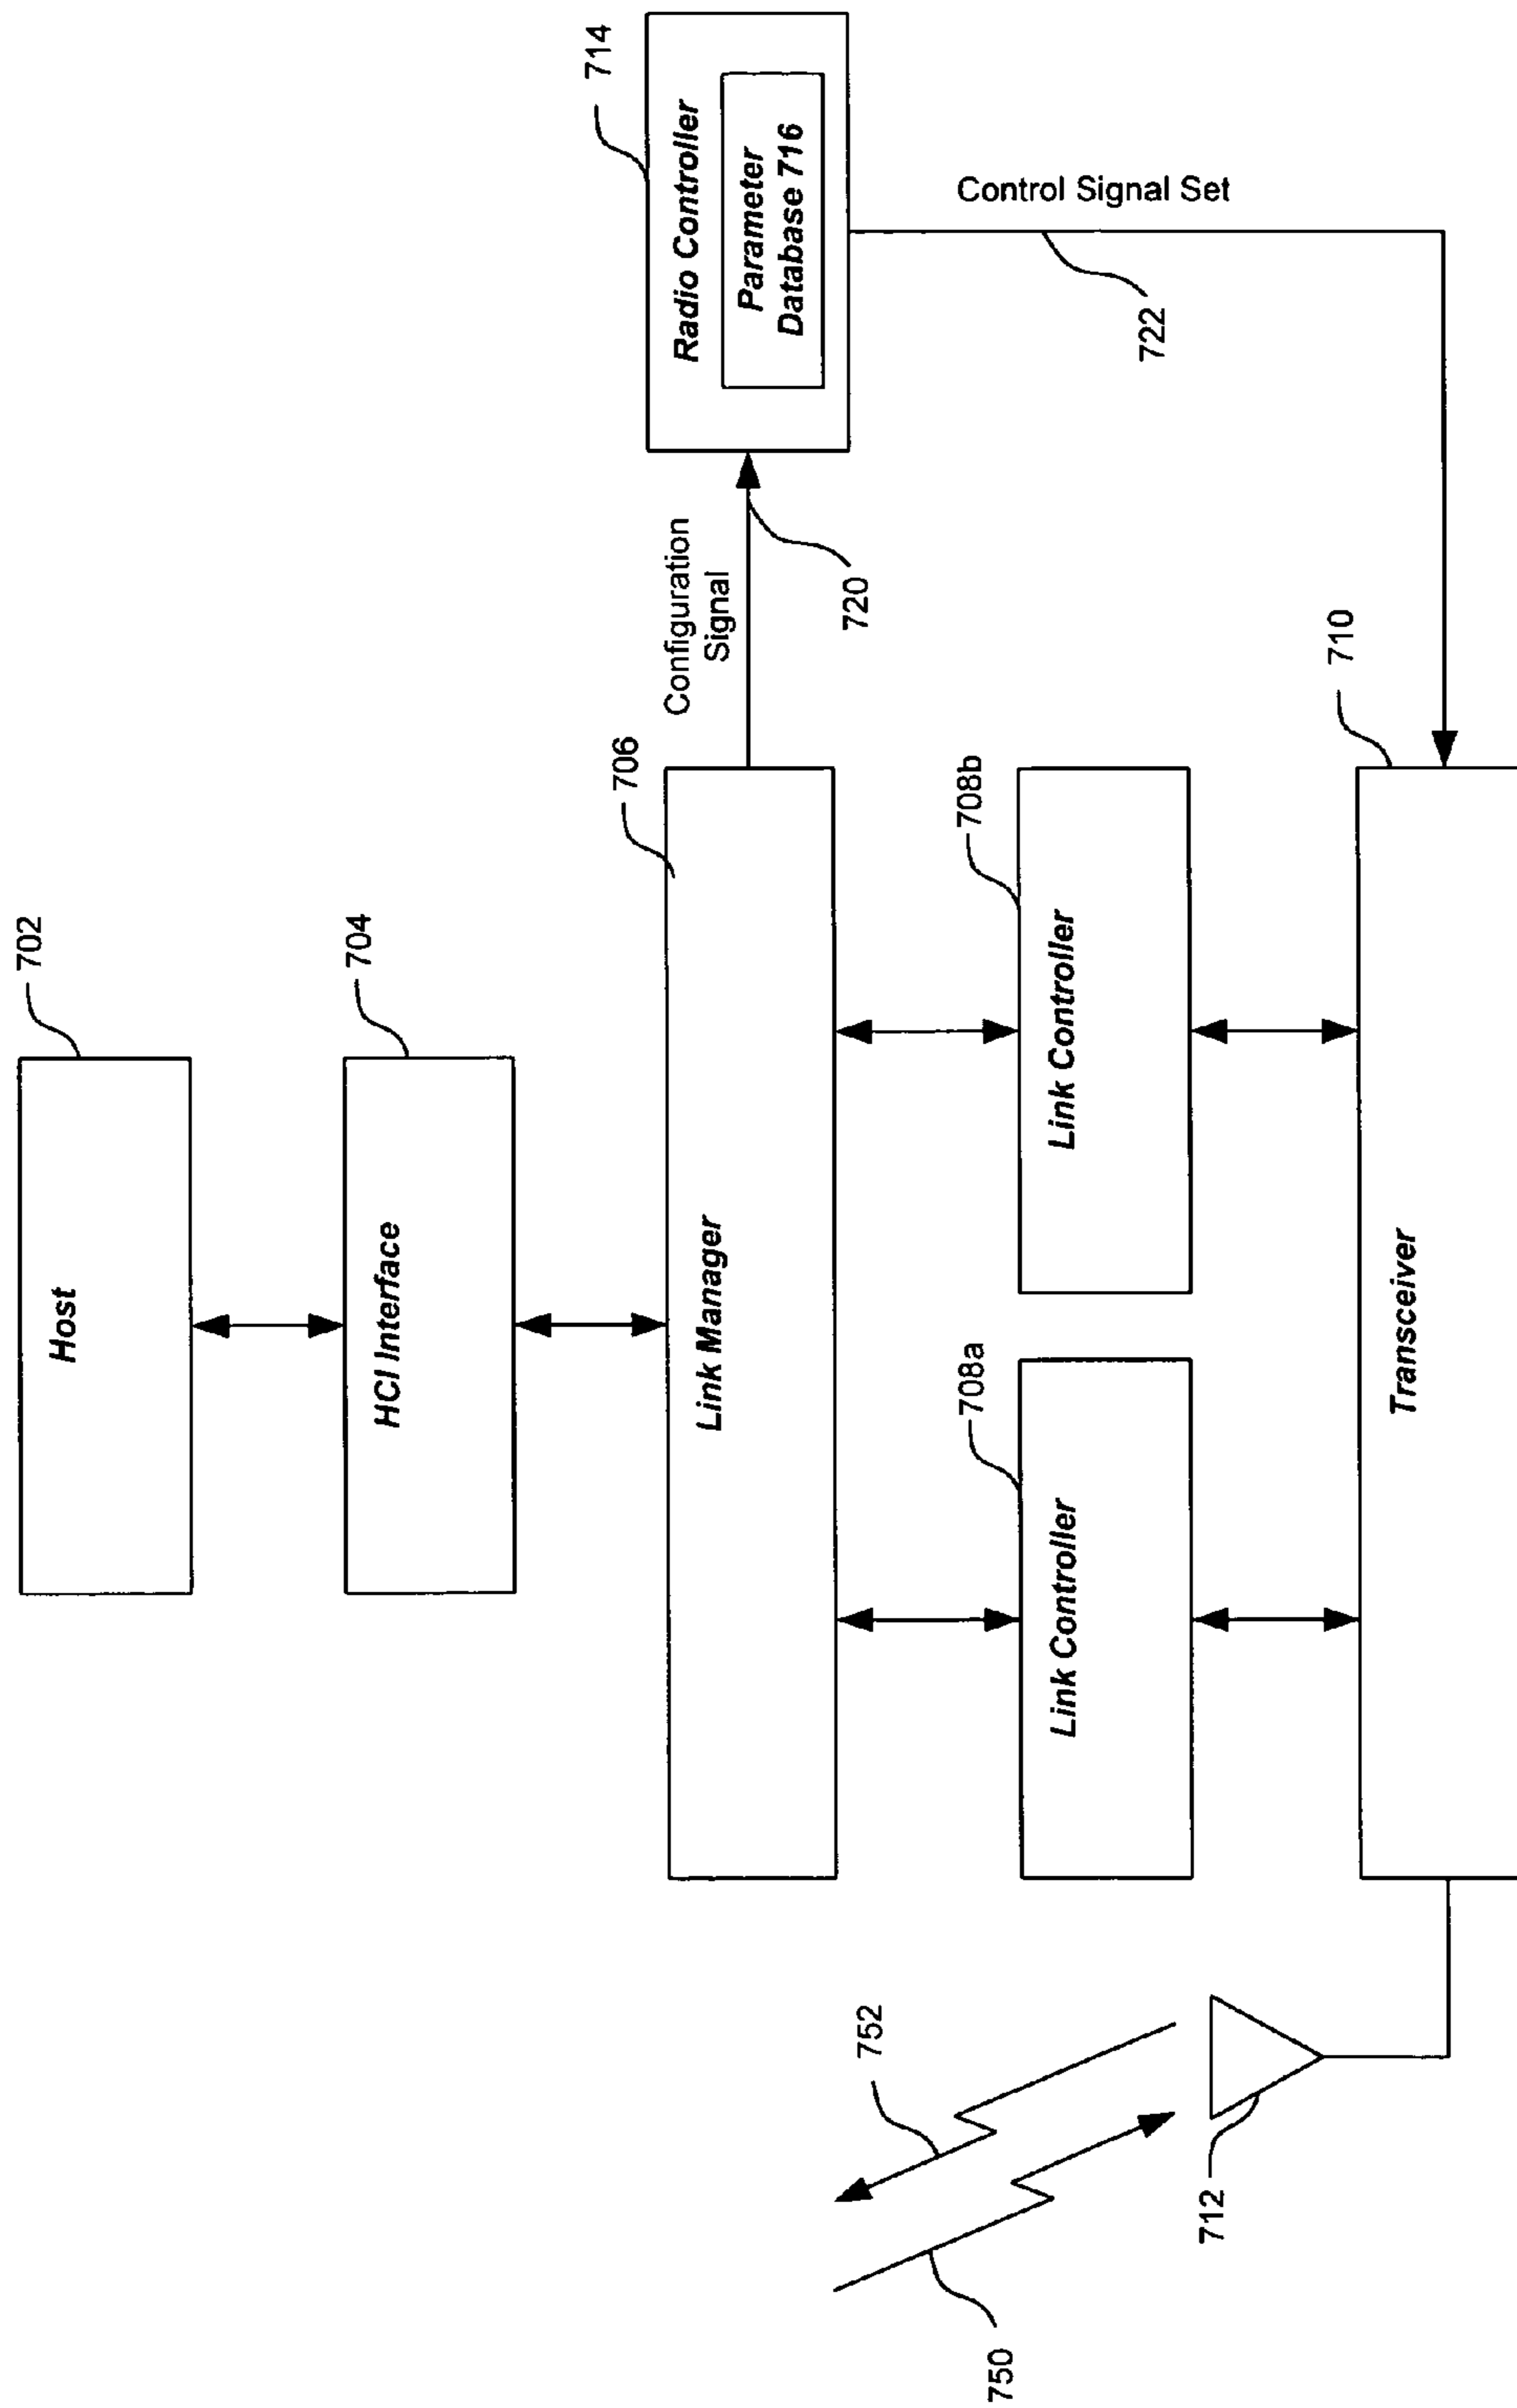 702
Host
704
HCI Interface
706
Link Manager
Configuration
Signal
720
714
Radio Controller
Parameter
Database 716
Control Signal Set
722
708a
Link Controller
708b
Link Controller
710
Transceiver
712
752
750